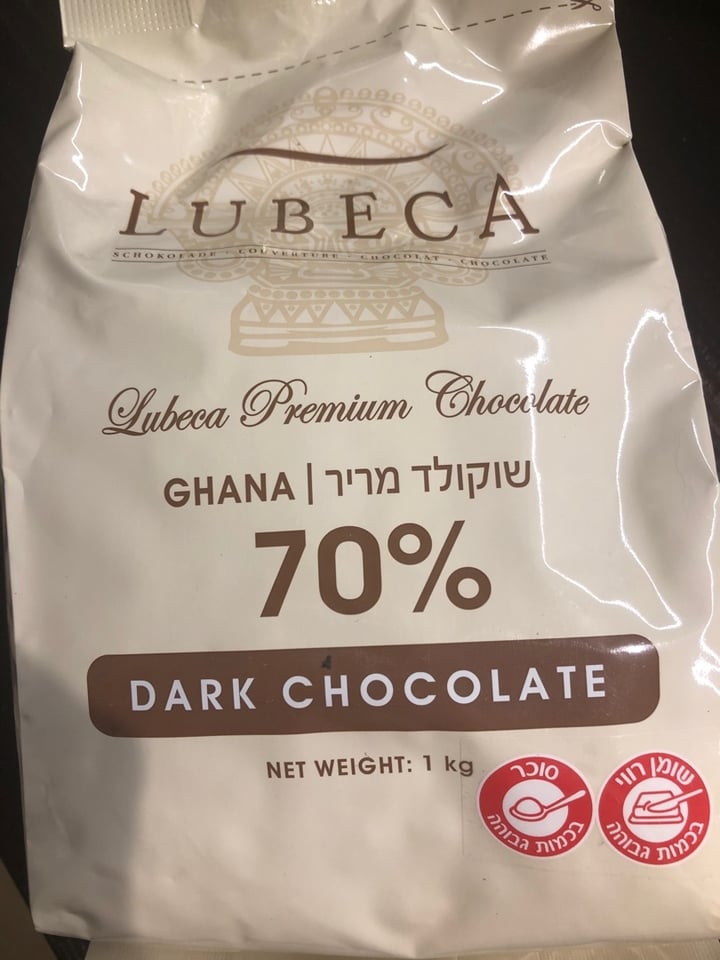 LUBECA
SCHOKOLADE · COUVERTURE · CHOCOLAT · CHOCOLATE
Lubeca Premium Chocolate
GHANA | שוקולד מריר
70%
DARK CHOCOLATE
NET WEIGHT: 1 kg
סוכר
בכמות גבוהה
שומן רווי
בכמות גבוהה